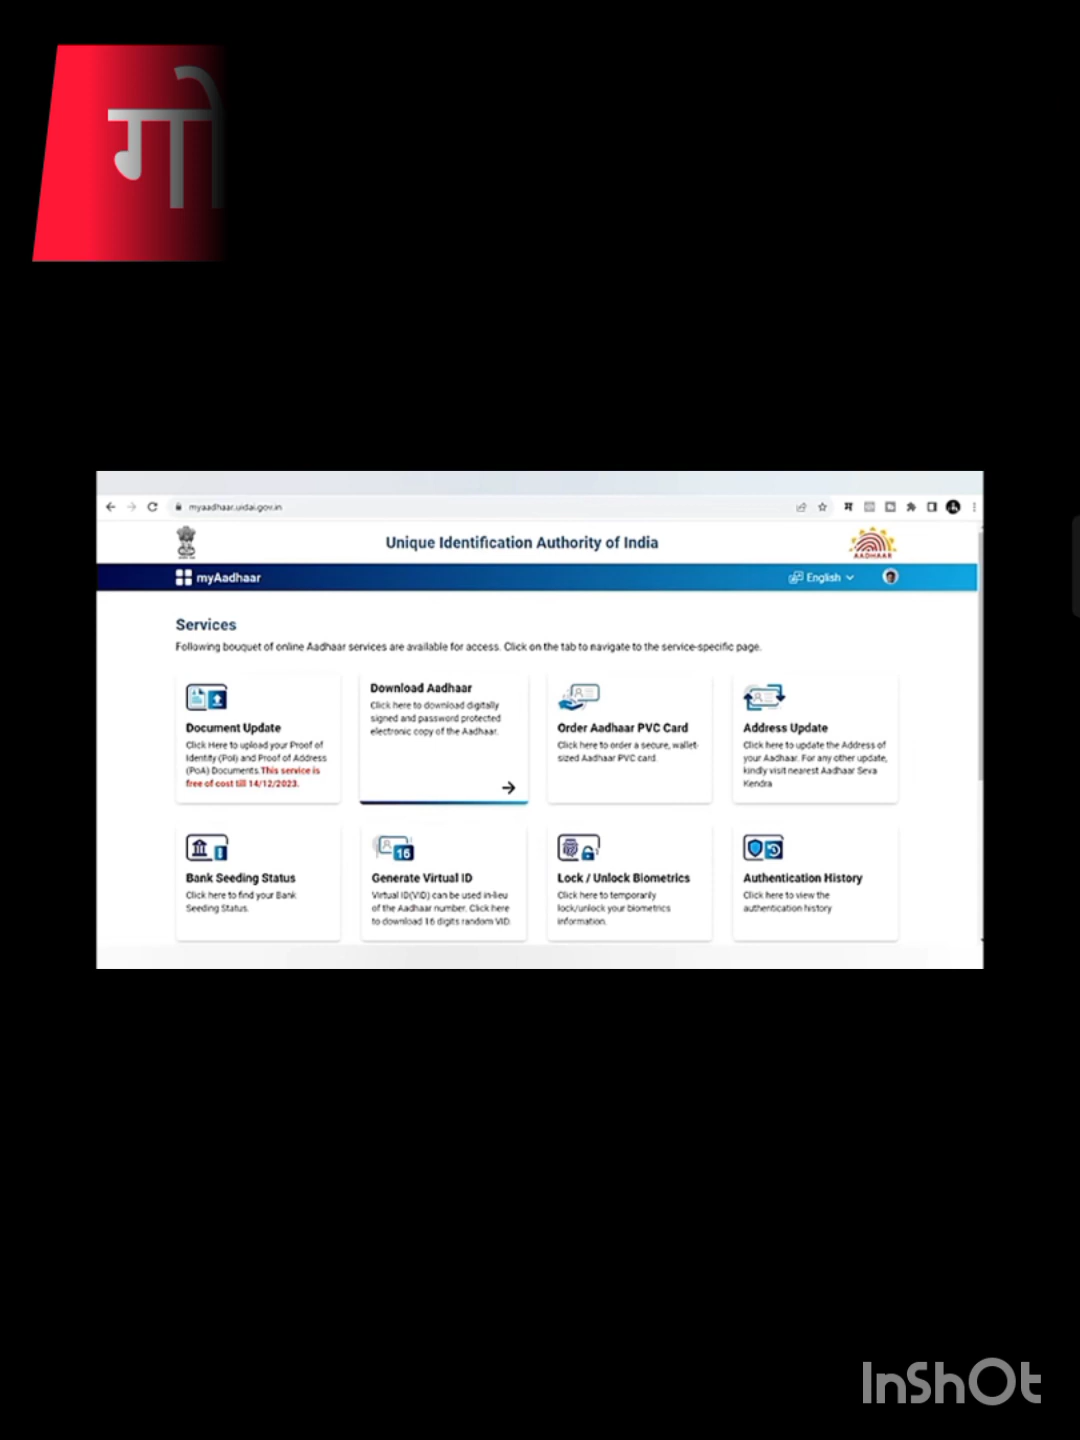 गो
myaadhaar.uidai.gov.in
Unique Identification Authority of India
AADHAAR
myAadhaar
English
Services
Following bouquet of online Aadhaar services are available for access. Click on the tab to navigate to the service-specific page.
Document Update
Click Here to upload your Proof of
Identity (PoI) and Proof of Address
(PoA) Documents.This service is
free of cost till 14/12/2023.
Download Aadhaar
Click here to download digitally
signed and password protected
electronic copy of the Aadhaar.
Order Aadhaar PVC Card
Click here to order a secure, wallet-
sized Aadhaar PVC card.
Address Update
Click here to update the Address of
your Aadhaar. For any other update,
kindly visit nearest Aadhaar Seva
Kendra
Bank Seeding Status
Click here to find your Bank
Seeding Status.
16
Generate Virtual ID
Virtual ID(VID) can be used in-lieu
of the Aadhaar number. Click here
to download 16 digits random VID.
Lock / Unlock Biometrics
Click here to temporarily
lock/unlock your biometrics
information.
Authentication History
Click here to view the
authentication history
InShOt